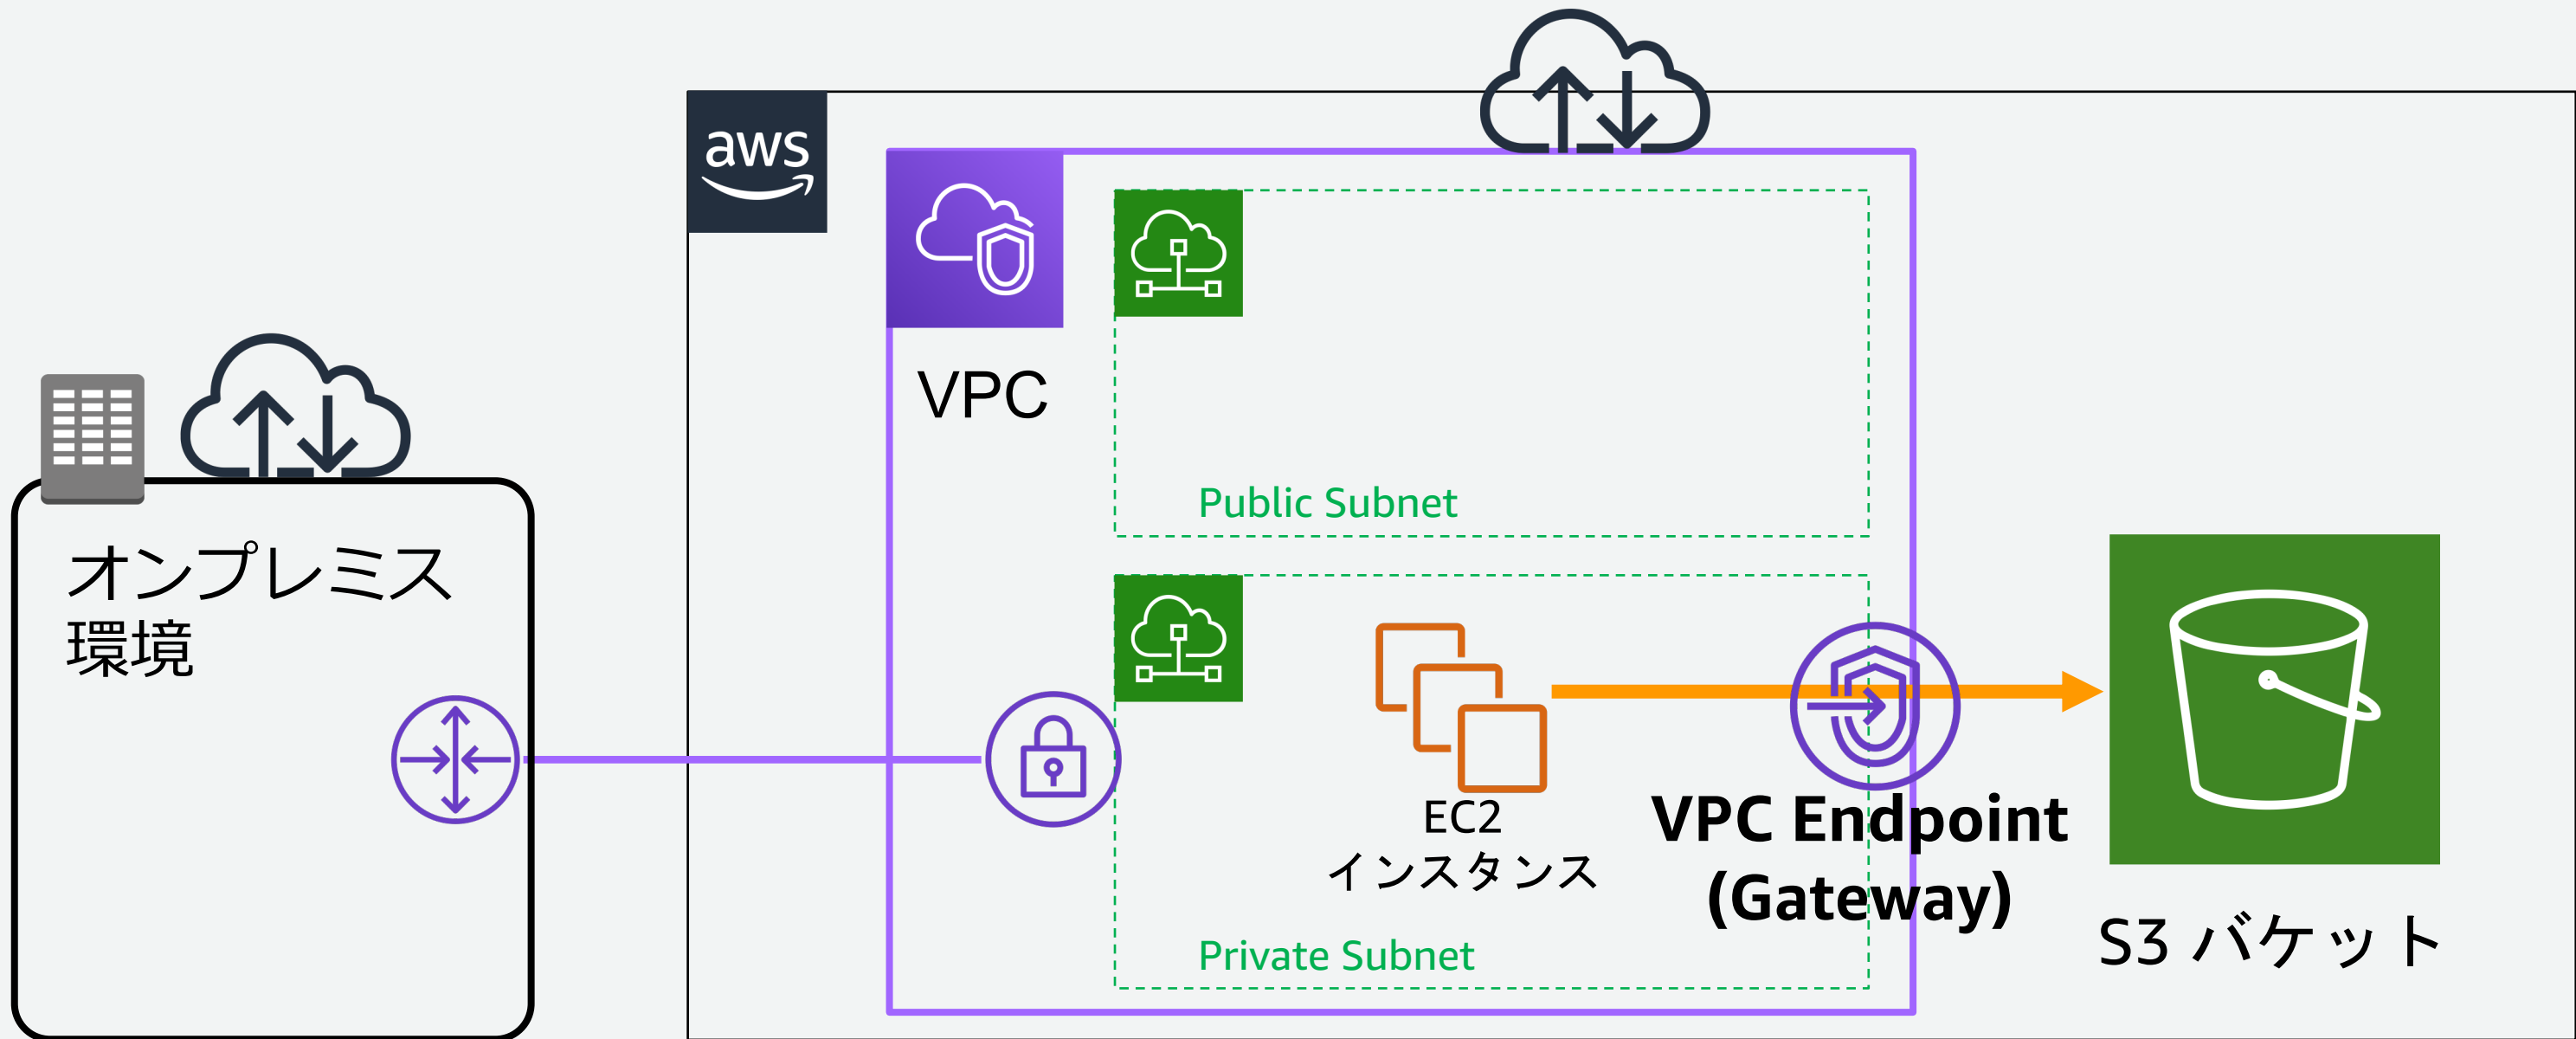 aws
VPC
Public Subnet
オンプレミス
環境
EC2
インスタンス
VPC Endpoint
(Gateway)
Private Subnet
S3 バケット